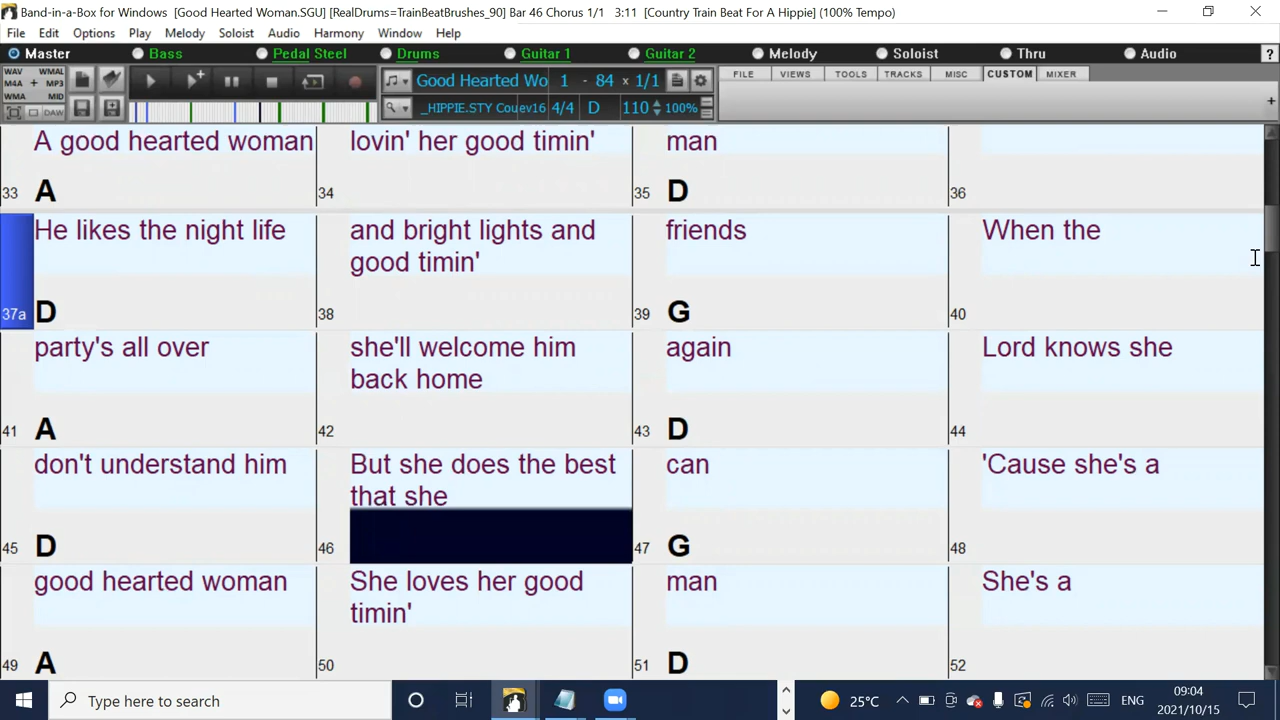 Band-in-a-Box for Windows [Good Hearted Woman.SGU] [RealDrums=TrainBeatBrushes_90] Bar 46 Chorus 1/1 3:11 [Country Train Beat For A Hippie] (100% Tempo)
File Edit Options Play Melody Soloist Audio Harmony Window Help
Master Bass Pedal Steel Drums Guitar 1 Guitar 2 Melody Soloist Thru Audio ?
WAV WMAL
M4A + MP3
WMA MID
DAW
Good Hearted Wo 1 - 84 x 1/1
_HIPPIE.STY Couev16 4/4 D 110 100%
FILE VIEWS TOOLS TRACKS MISC CUSTOM MIXER
+
A good hearted woman lovin' her good timin' man
33 A 34 35 D 36
He likes the night life and bright lights and friends When the
good timin'
37a D 38 39 G 40
party's all over she'll welcome him again Lord knows she
back home
41 A 42 43 D 44
don't understand him But she does the best can 'Cause she's a
that she
45 D 46 47 G 48
good hearted woman She loves her good man She's a
timin'
49 A 50 51 D 52
Type here to search
25°C ENG
09:04
2021/10/15